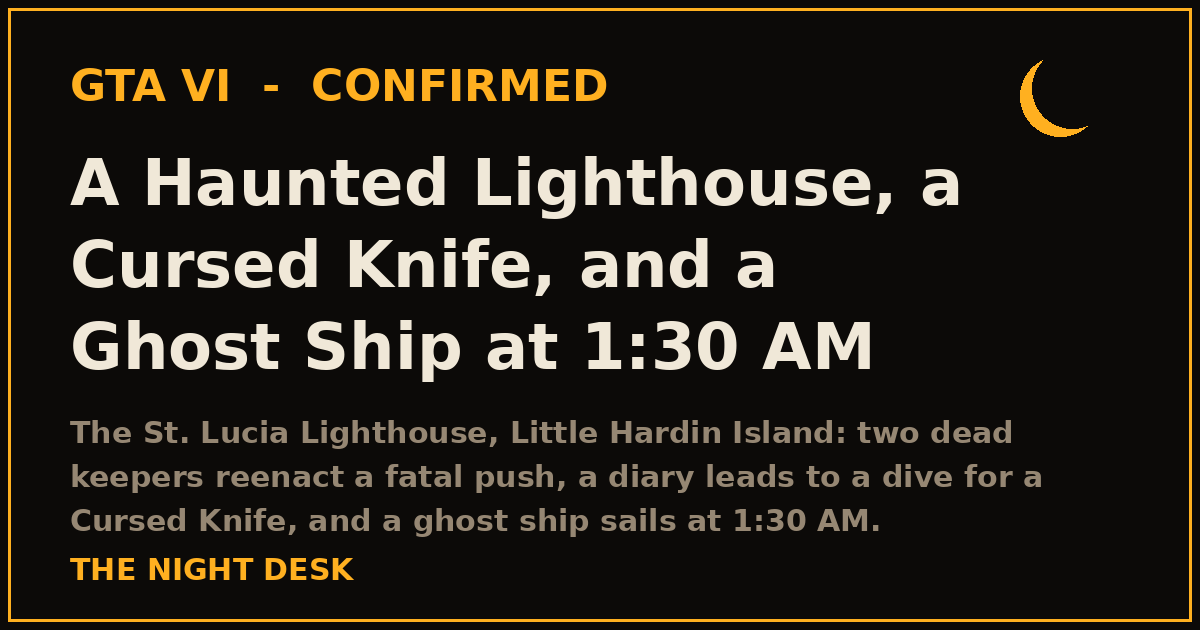 GTA VI - CONFIRMED
A Haunted Lighthouse, a
Cursed Knife, and a
Ghost Ship at 1:30 AM
The St. Lucia Lighthouse, Little Hardin Island: two dead
keepers reenact a fatal push, a diary leads to a dive for a
Cursed Knife, and a ghost ship sails at 1:30 AM.
THE NIGHT DESK